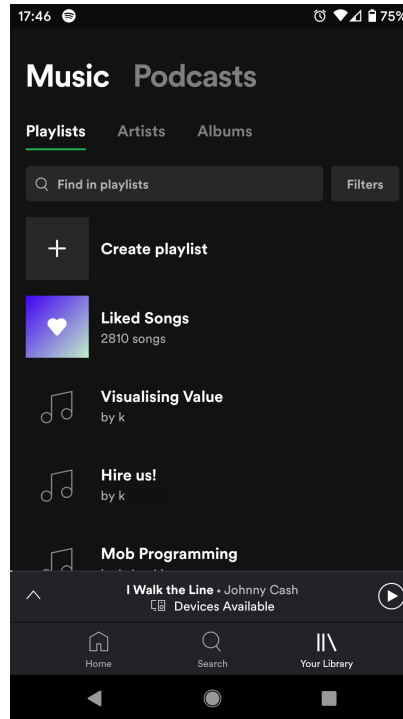 17:46 75%
Music Podcasts
Playlists Artists Albums
Find in playlists Filters
Create playlist
Liked Songs
2810 songs
Visualising Value
by k
Hire us!
by k
Mob Programming
I Walk the Line • Johnny Cash
Devices Available
Home Search Your Library